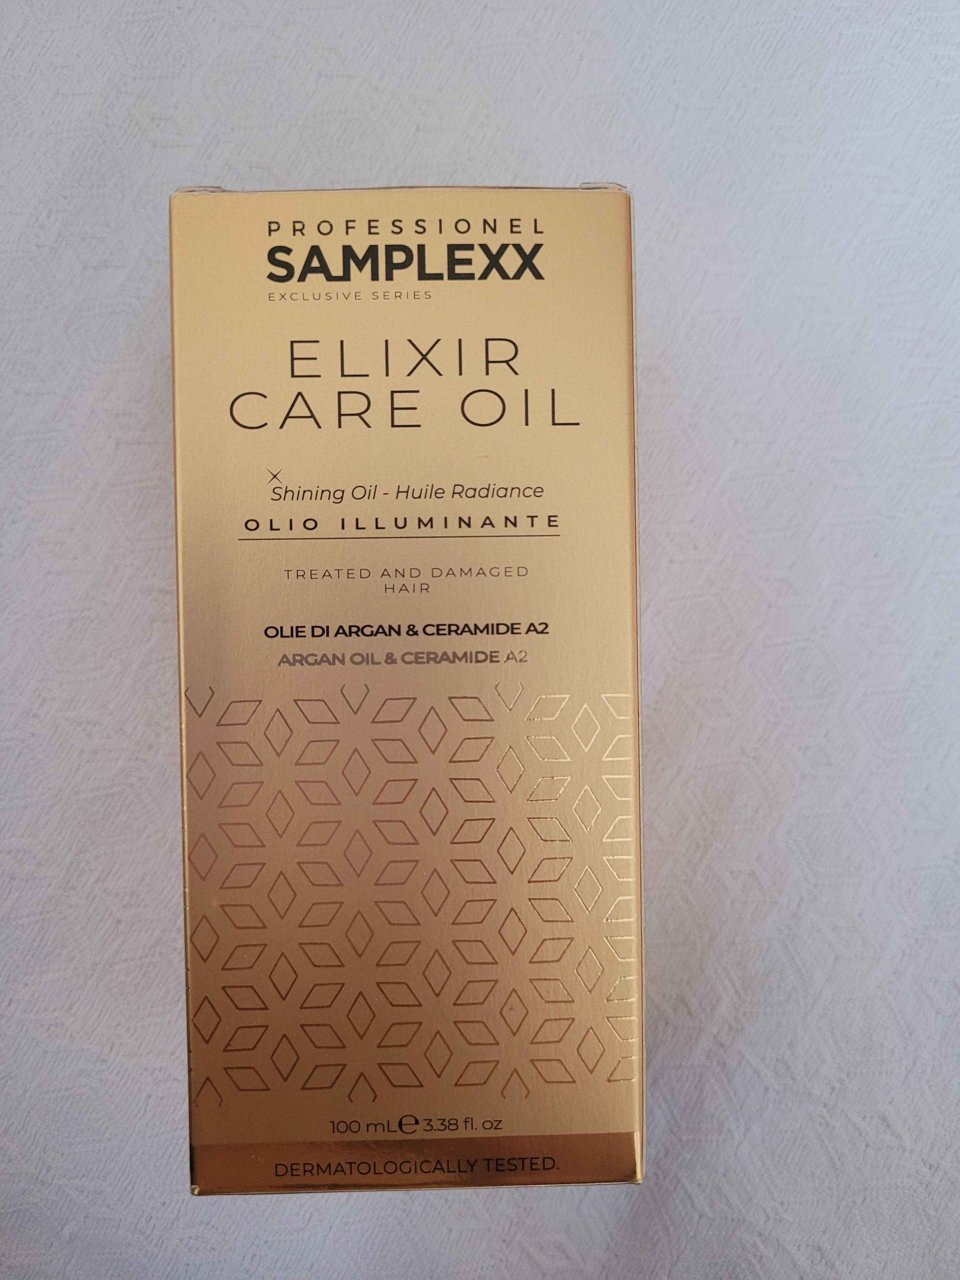 PROFESSIONEL
SAMPLEXX
EXCLUSIVE SERIES
ELIXIR
CARE OIL
Shining Oil - Huile Radiance
OLIO ILLUMINANTE
TREATED AND DAMAGED
HAIR
OLIE DI ARGAN & CERAMIDE A2
ARGAN OIL & CERAMIDE A2
100 mL ℮ 3.38 fl. oz
DERMATOLOGICALLY TESTED.